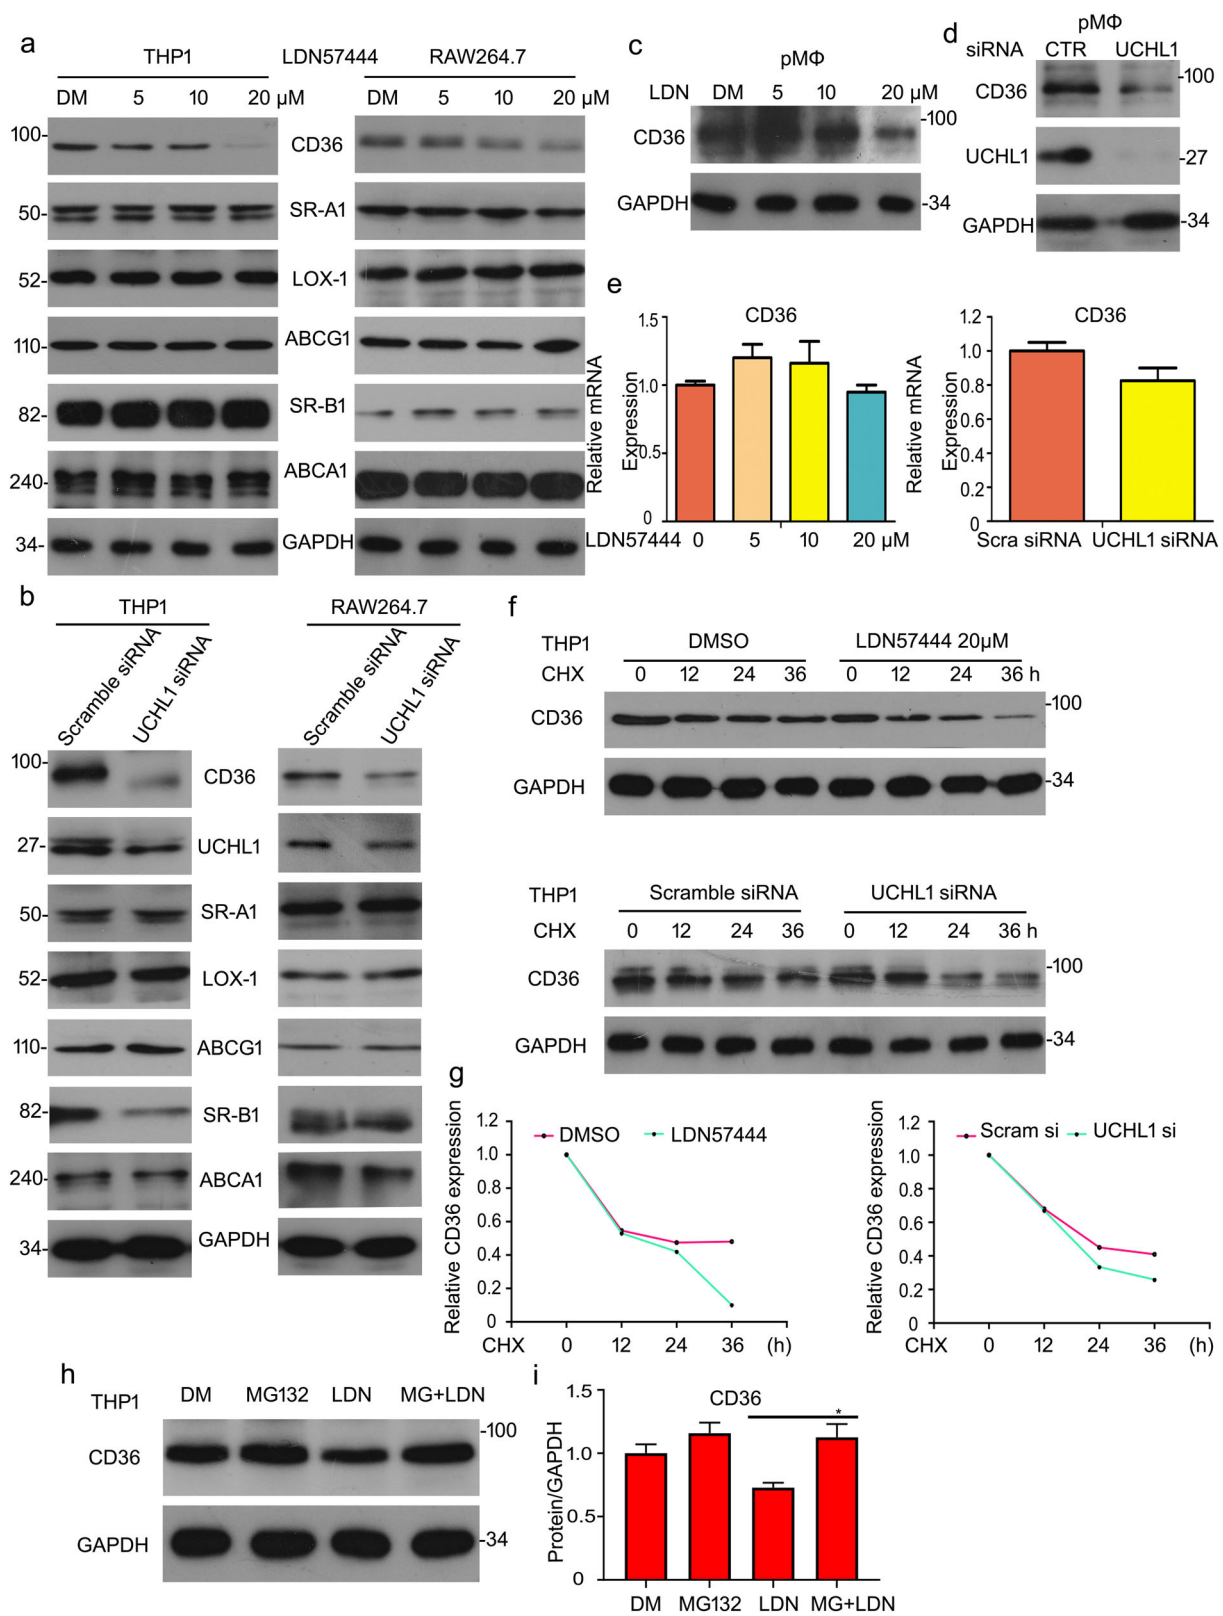 a
THP1 LDN57444 RAW264.7
DM 5 10 20 μM DM 5 10 20 μM
100- CD36
50- SR-A1
52- LOX-1
110- ABCG1
82- SR-B1
240- ABCA1
34- GAPDH
b
THP1 RAW264.7
Scramble siRNA UCHL1 siRNA Scramble siRNA UCHL1 siRNA
100- CD36
27- UCHL1
50- SR-A1
52- LOX-1
110- ABCG1
82- SR-B1
240- ABCA1
34- GAPDH
c
pMΦ
LDN DM 5 10 20 μM
CD36 -100
GAPDH -34
d
pMΦ
siRNA CTR UCHL1
CD36 -100
UCHL1 -27
GAPDH -34
e
CD36
Relative mRNA
Expression
1.5
1.0
0.5
0
LDN57444 0 5 10 20 μM
CD36
Relative mRNA
Expression
1.2
1.0
0.8
0.6
0.4
0.2
0
Scra siRNA UCHL1 siRNA
f
THP1 DMSO LDN57444 20μM
CHX 0 12 24 36 0 12 24 36 h
CD36 -100
GAPDH -34
THP1 Scramble siRNA UCHL1 siRNA
CHX 0 12 24 36 0 12 24 36 h
CD36 -100
GAPDH -34
g
Relative CD36 expression
DMSO LDN57444
1.2
1.0
0.8
0.6
0.4
0.2
0
CHX 0 12 24 36 (h)
Relative CD36 expression
Scram si UCHL1 si
1.2
1.0
0.8
0.6
0.4
0.2
0
CHX 0 12 24 36 (h)
h
THP1 DM MG132 LDN MG+LDN
CD36 -100
GAPDH -34
i
CD36
*
Protein/GAPDH
1.5
1.0
0.5
0
DM MG132 LDN MG+LDN